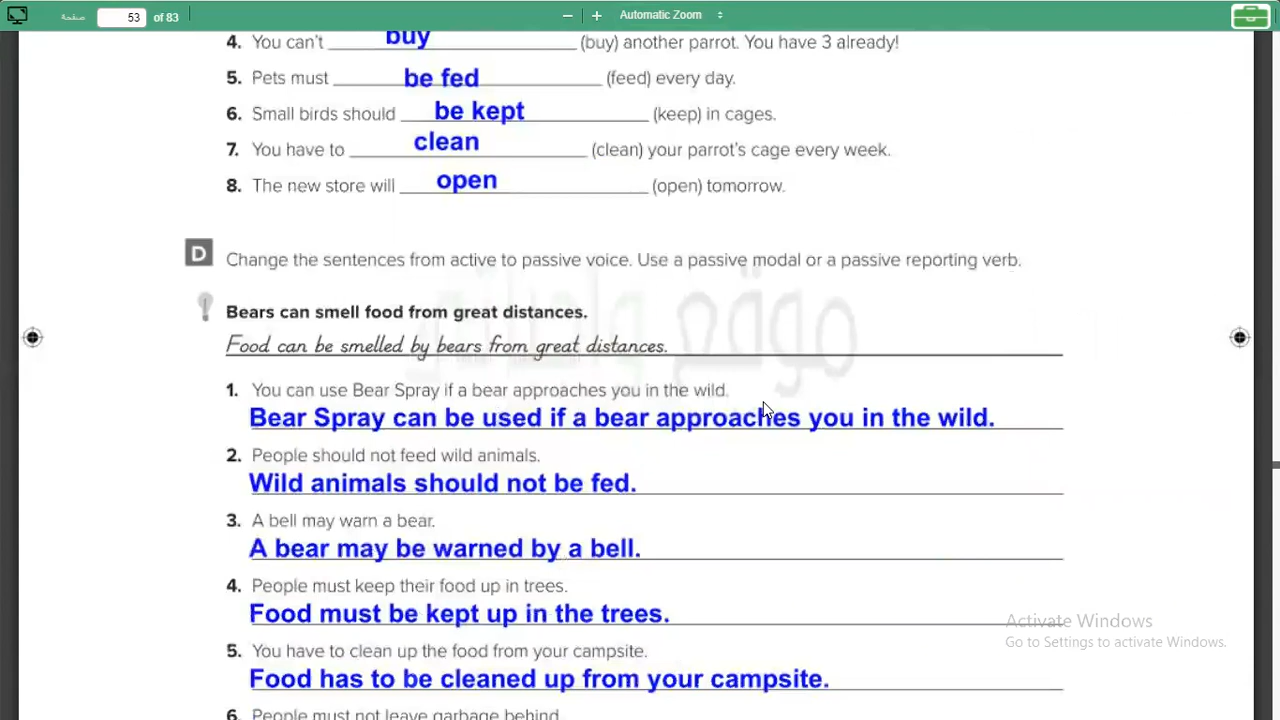 صفحة 53 of 83 Automatic Zoom
4. You can't buy (buy) another parrot. You have 3 already!
5. Pets must be fed (feed) every day.
6. Small birds should be kept (keep) in cages.
7. You have to clean (clean) your parrot's cage every week.
8. The new store will open (open) tomorrow.
D Change the sentences from active to passive voice. Use a passive modal or a passive reporting verb.
Bears can smell food from great distances.
Food can be smelled by bears from great distances.
1. You can use Bear Spray if a bear approaches you in the wild.
Bear Spray can be used if a bear approaches you in the wild.
2. People should not feed wild animals.
Wild animals should not be fed.
3. A bell may warn a bear.
A bear may be warned by a bell.
4. People must keep their food up in trees.
Food must be kept up in the trees.
5. You have to clean up the food from your campsite.
Food has to be cleaned up from your campsite.
6. People must not leave garbage behind.
موقع واجباتي
Activate Windows
Go to Settings to activate Windows.